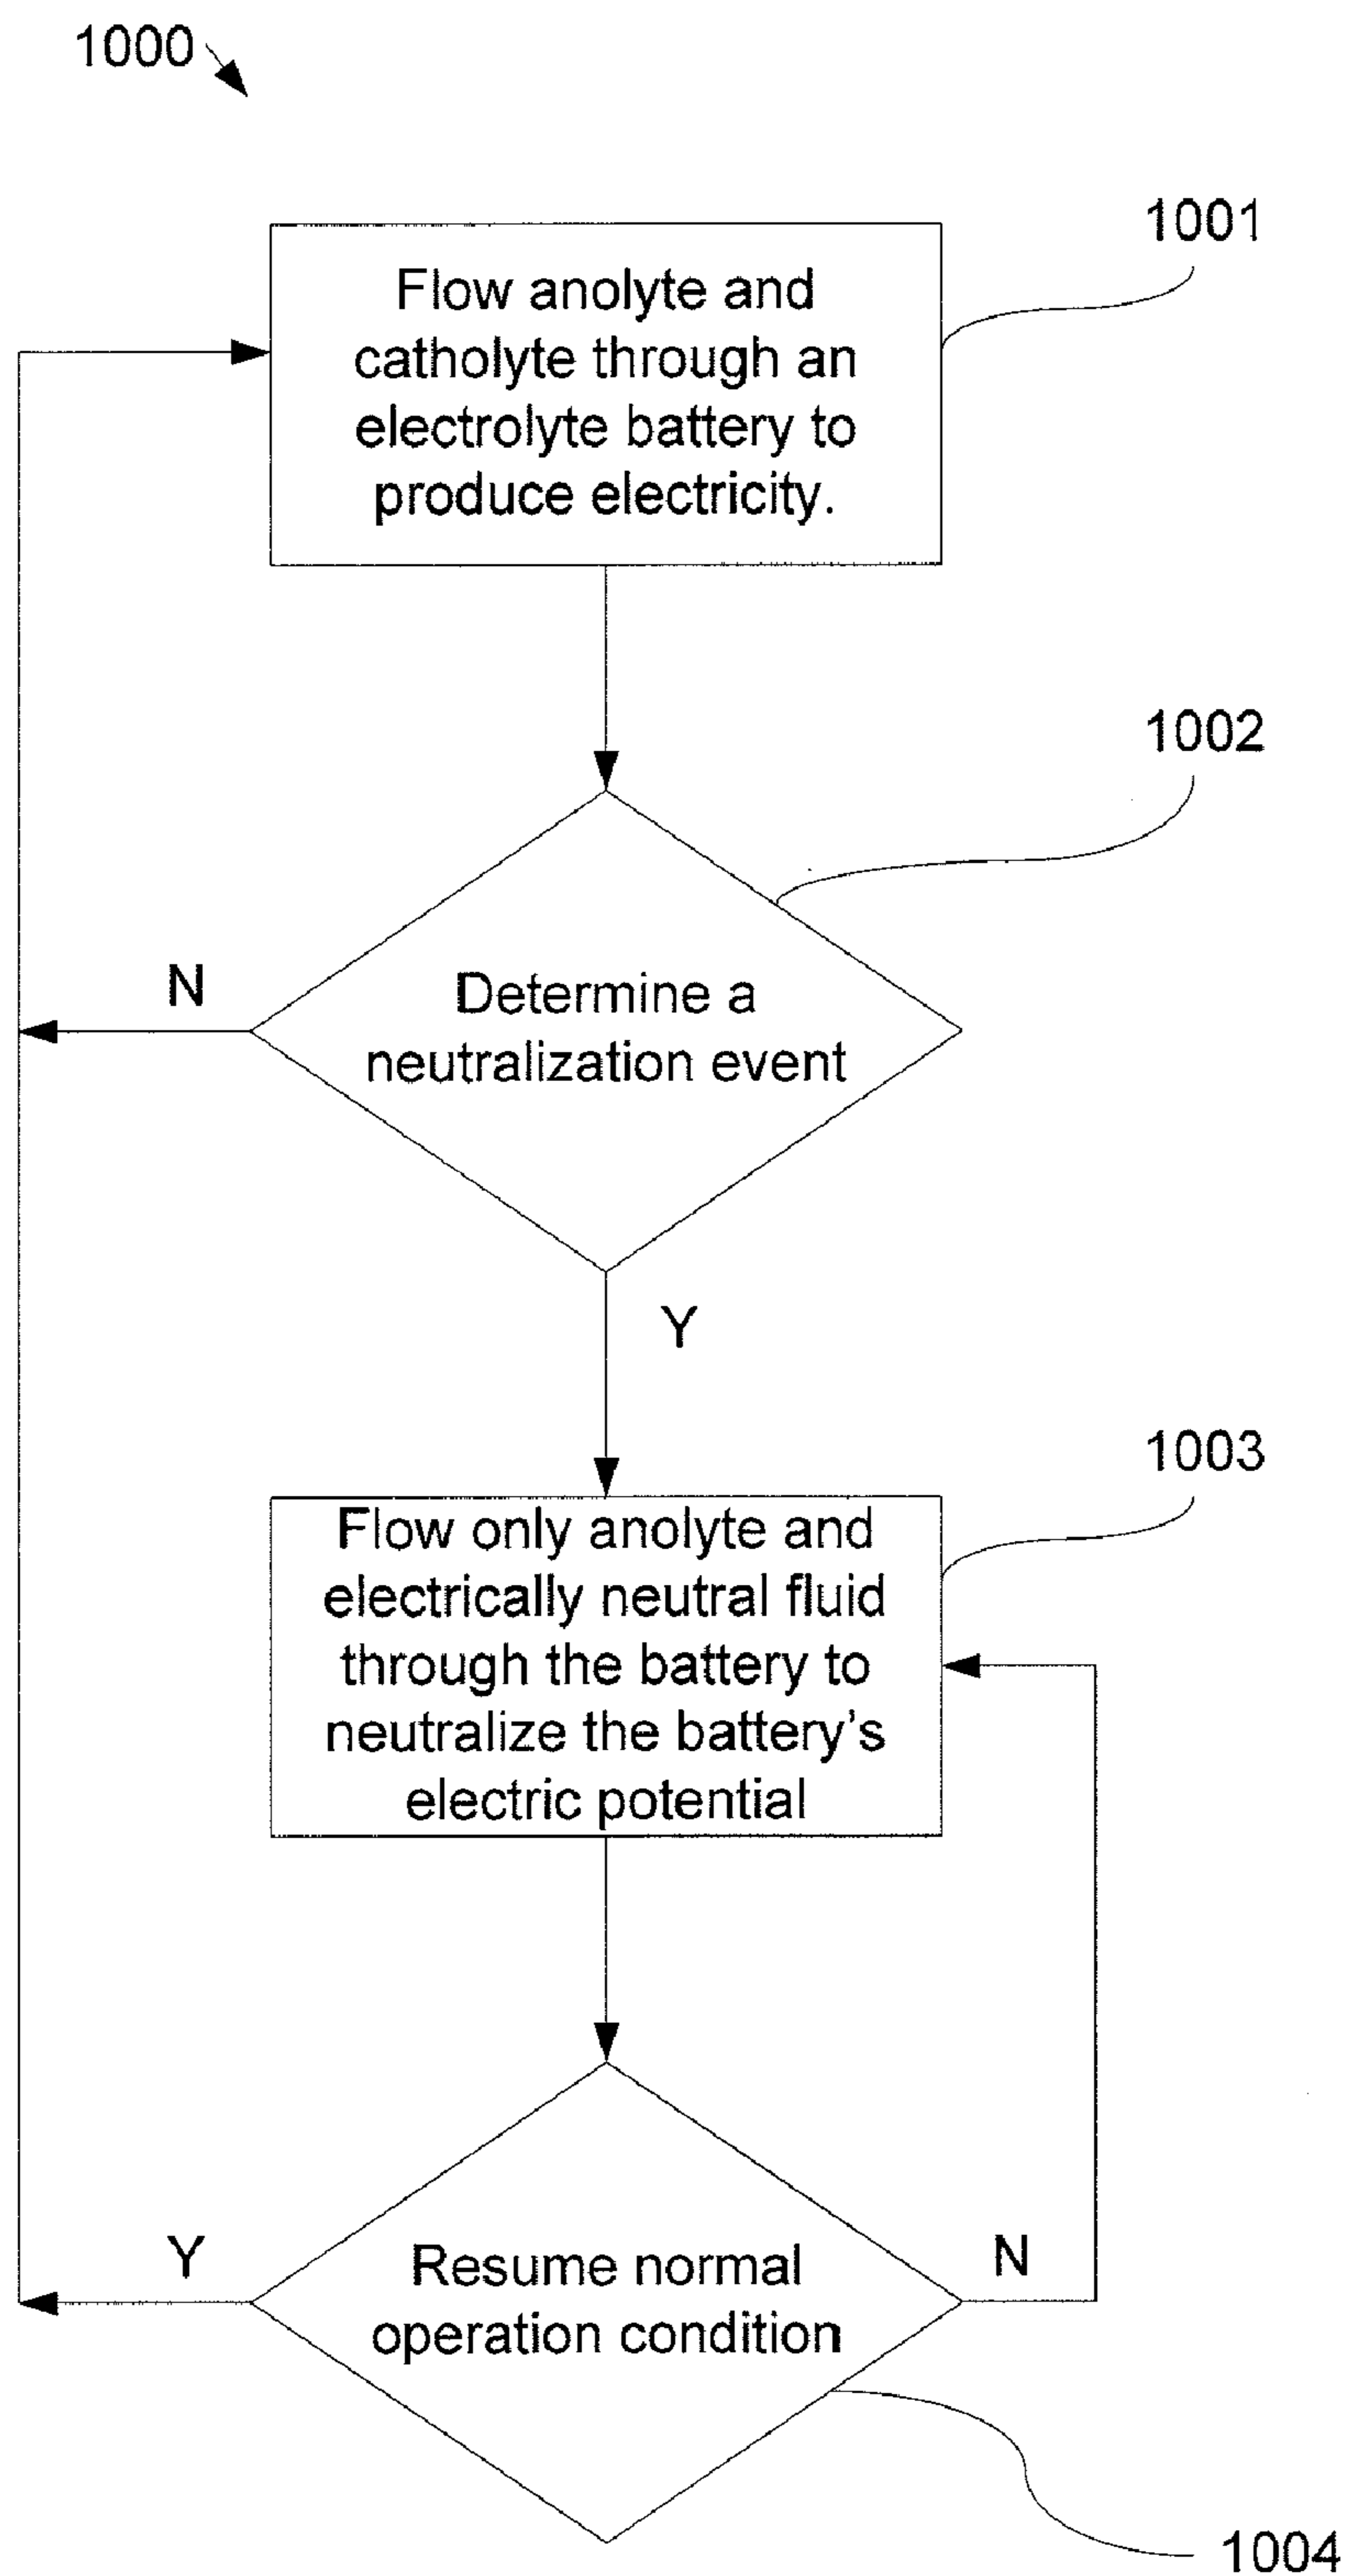 1000
1001
Flow anolyte and
catholyte through an
electrolyte battery to
produce electricity.
1002
N
Determine a
neutralization event
Y
1003
Flow only anolyte and
electrically neutral fluid
through the battery to
neutralize the battery’s
electric potential
Y
N
Resume normal
operation condition
1004